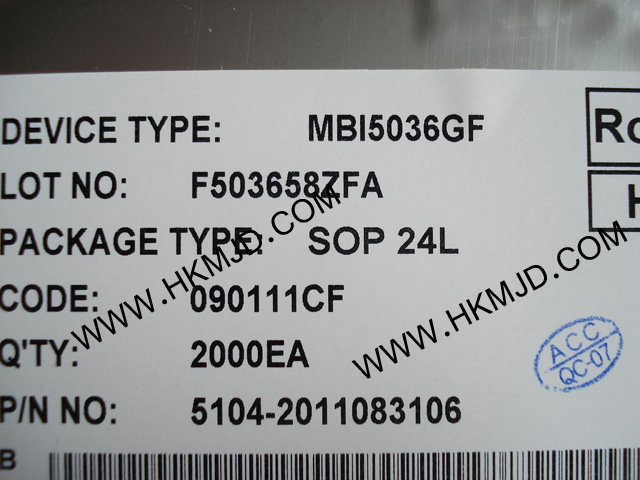 DEVICE TYPE: MBI5036GF
LOT NO: F503658ZFA
PACKAGE TYPE: SOP 24L
CODE: 090111CF
Q'TY: 2000EA
P/N NO: 5104-2011083106
B
Ro
H
ACC
QC-07
WWW.HKMJD.COM
WWW.HKMJD.COM